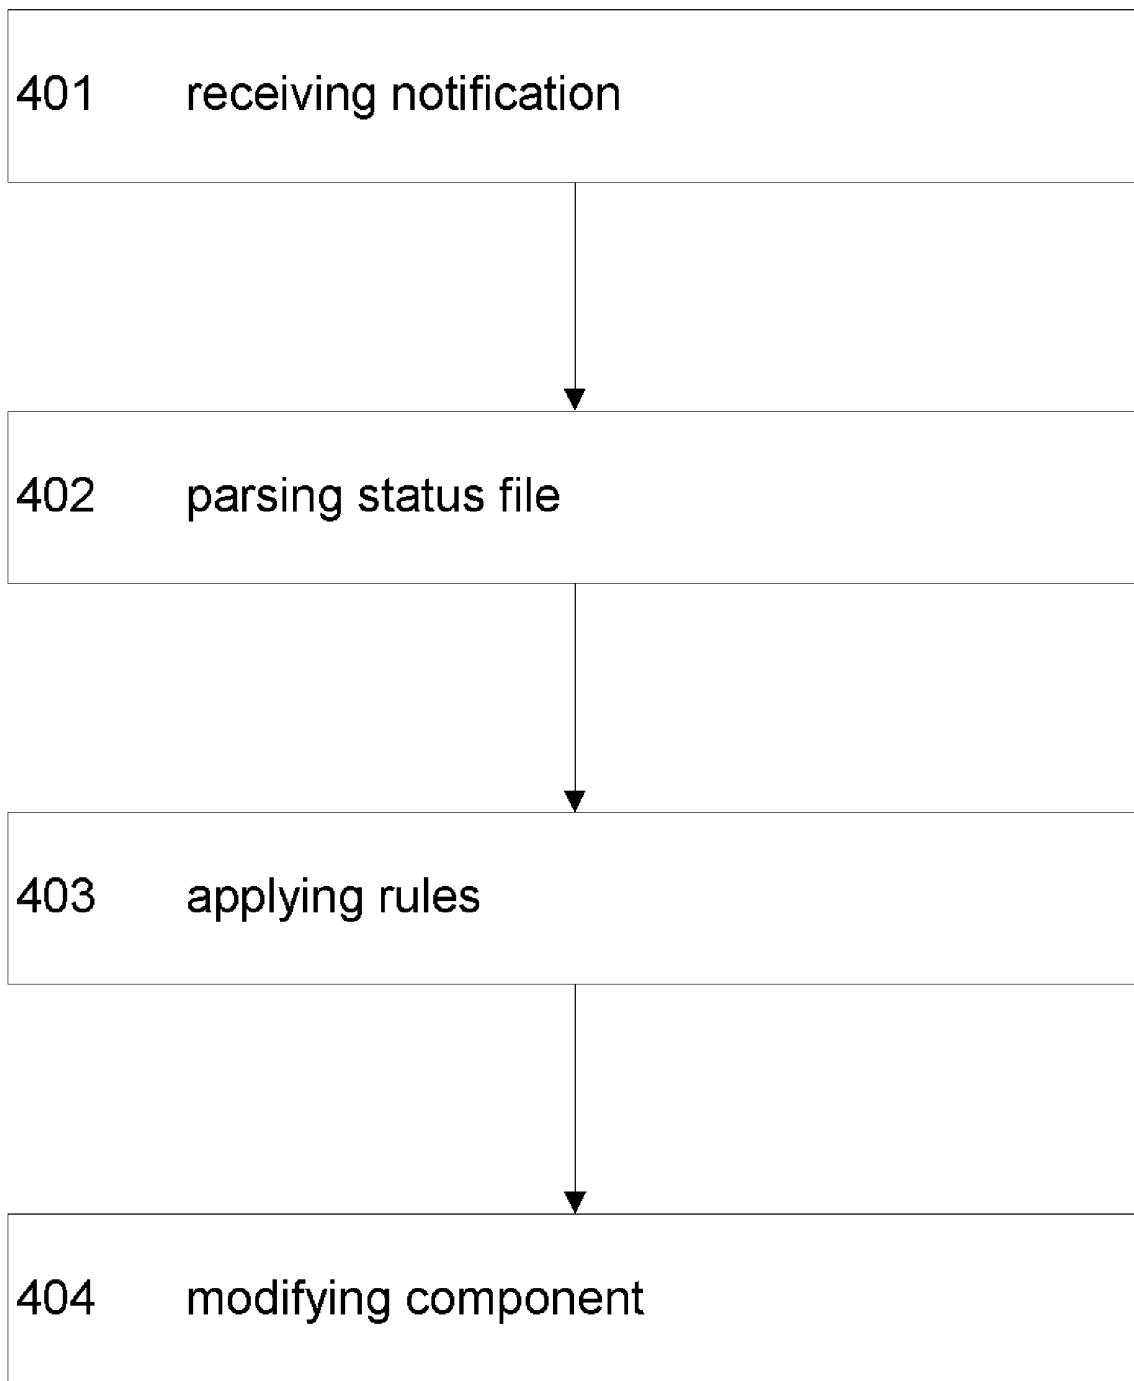 401 receiving notification
402 parsing status file
403 applying rules
404 modifying component